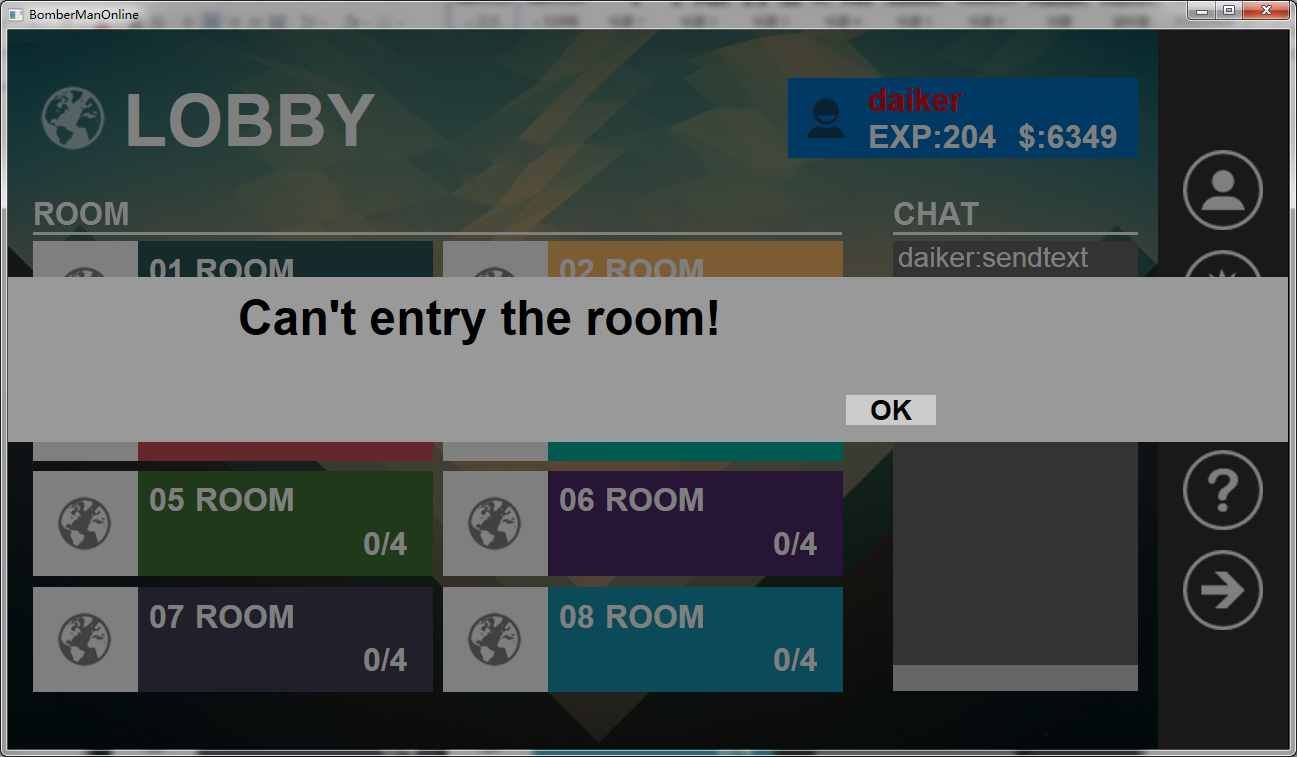 BomberManOnline
LOBBY
daiker
EXP:204 $:6349
ROOM
CHAT
01 ROOM
02 ROOM
daiker:sendtext
Can't entry the room!
OK
05 ROOM
0/4
06 ROOM
0/4
07 ROOM
0/4
08 ROOM
0/4